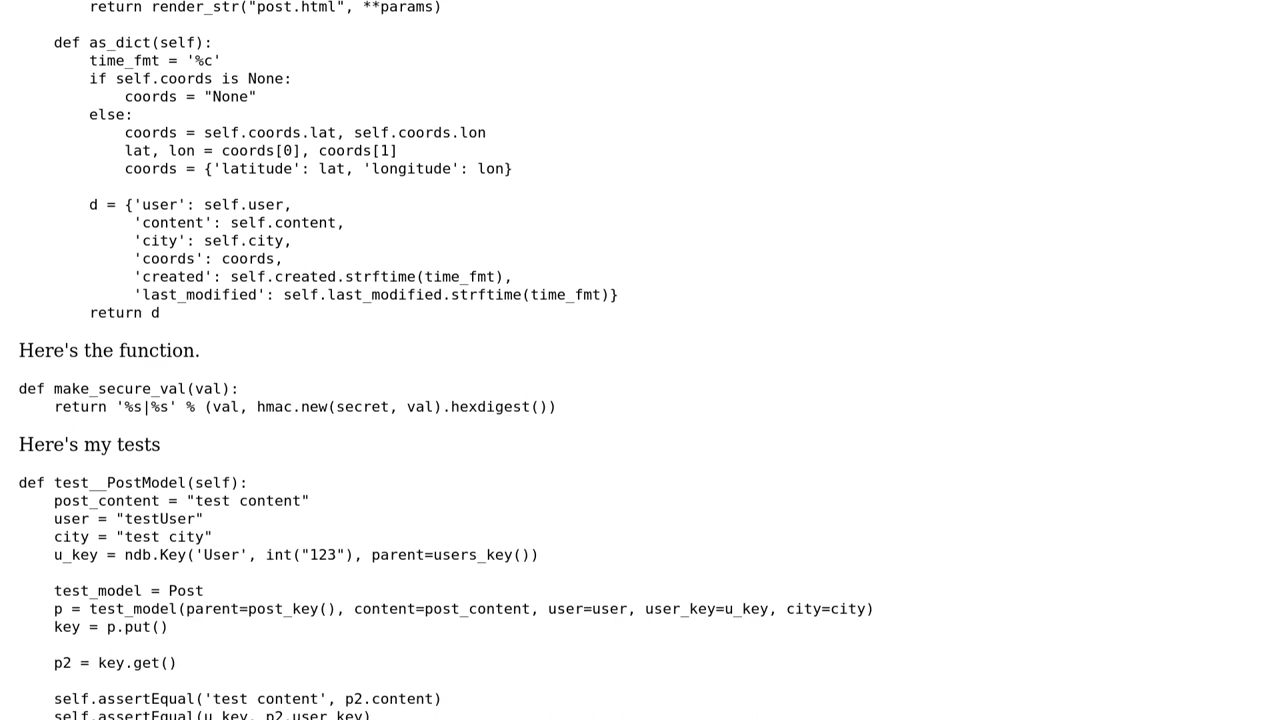 return render_str("post.html", **params)
def as_dict(self):
time_fmt = '%c'
if self.coords is None:
coords = "None"
else:
coords = self.coords.lat, self.coords.lon
lat, lon = coords[0], coords[1]
coords = {'latitude': lat, 'longitude': lon}
d = {'user': self.user,
'content': self.content,
'city': self.city,
'coords': coords,
'created': self.created.strftime(time_fmt),
'last_modified': self.last_modified.strftime(time_fmt)}
return d
Here's the function.
def make_secure_val(val):
return '%s|%s' % (val, hmac.new(secret, val).hexdigest())
Here's my tests
def test__PostModel(self):
post_content = "test content"
user = "testUser"
city = "test city"
u_key = ndb.Key('User', int("123"), parent=users_key())
test_model = Post
p = test_model(parent=post_key(), content=post_content, user=user, user_key=u_key, city=city)
key = p.put()
p2 = key.get()
self.assertEqual('test content', p2.content)
self.assertEqual(u_key, p2.user_key)